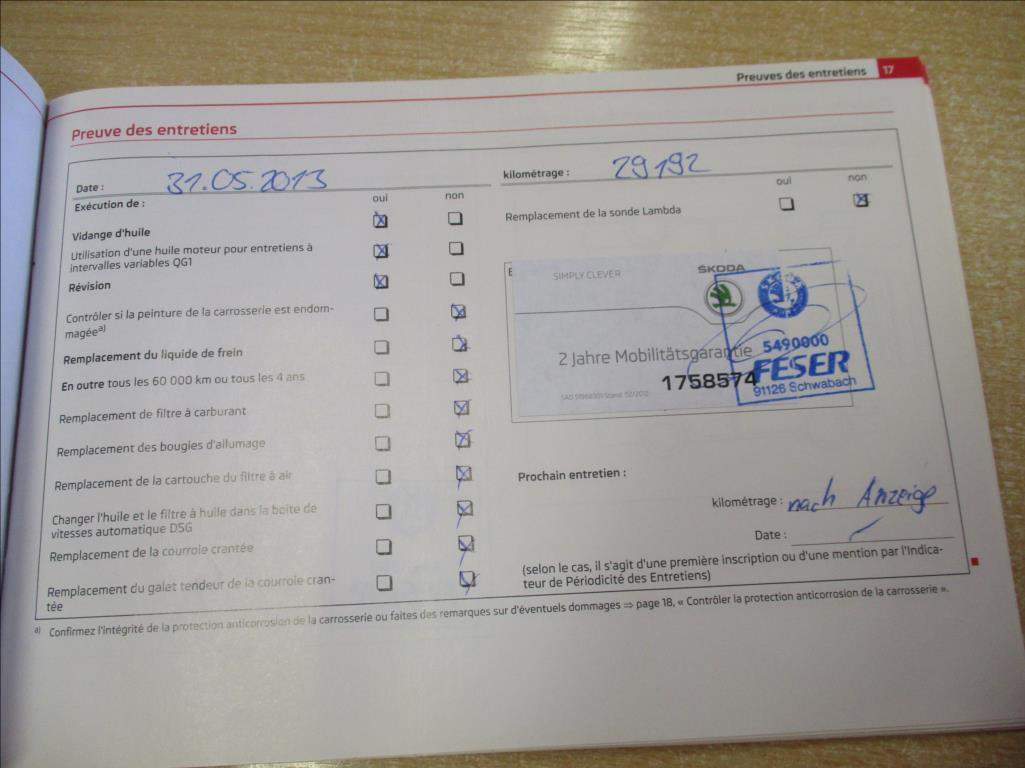 Preuves des entretiens 17
Preuve des entretiens
Date : 31.05.2013
kilométrage : 29192
Exécution de :
oui non
oui non
Vidange d'huile
Remplacement de la sonde Lambda
Utilisation d'une huile moteur pour entretiens à
intervalles variables QG1
Révision
Contrôler si la peinture de la carrosserie est endom-
magée a)
Remplacement du liquide de frein
En outre tous les 60 000 km ou tous les 4 ans
Remplacement de filtre à carburant
Remplacement des bougies d'allumage
Remplacement de la cartouche du filtre à air
Changer l'huile et le filtre à huile dans la boite de
vitesses automatique DSG
Remplacement de la courroie crantée
Remplacement du galet tendeur de la courroie cran-
tée
SIMPLY CLEVER
ŠKODA
2 Jahre Mobilitätsgarantie
1758574
5490000
FESER
91126 Schwabach
Prochain entretien :
kilométrage : nach Anzeige
Date :
(selon le cas, il s'agit d'une première inscription ou d'une mention par l'Indica-
teur de Périodicité des Entretiens)
a) Confirmez l'intégrité de la protection anticorrosion de la carrosserie ou faites des remarques sur d'éventuels dommages ⇒ page 18, « Contrôler la protection anticorrosion de la carrosserie ».